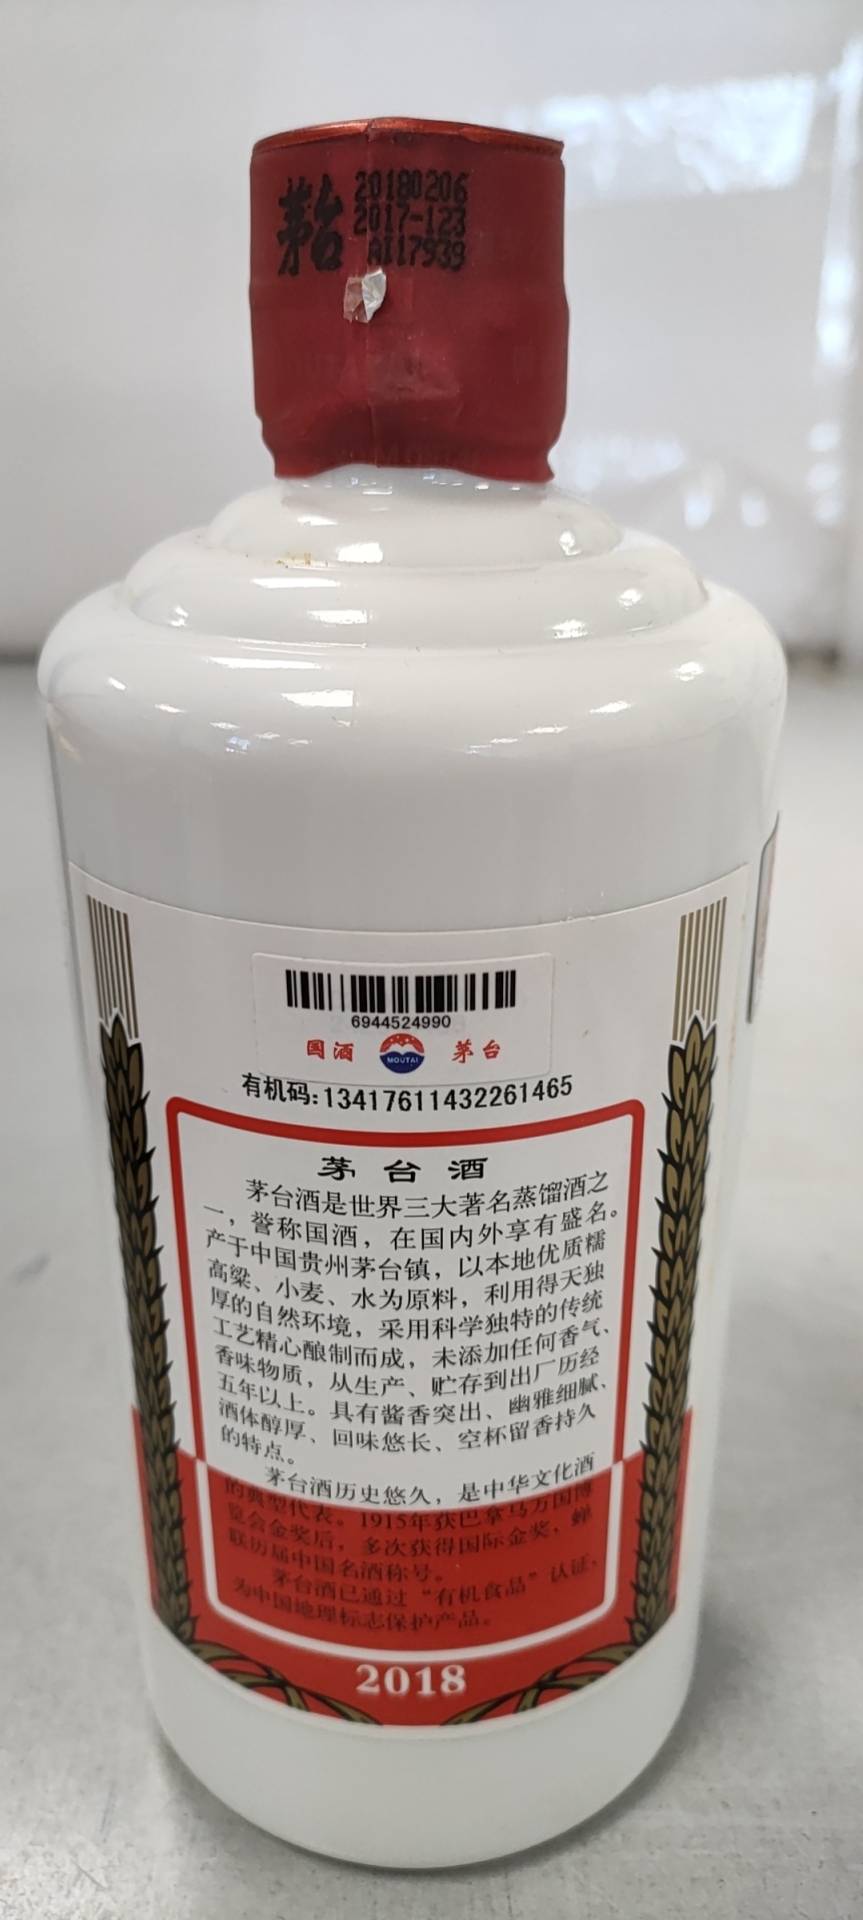 茅台
20180206
2017-123
AI17939
6944524990
国酒
MOUTAI
茅台
有机码:13417611432261465
茅台酒
茅台酒是世界三大著名蒸馏酒之
一，誉称国酒，在国内外享有盛名。
产于中国贵州茅台镇，以本地优质糯
高粱、小麦、水为原料，利用得天独
厚的自然环境，采用科学独特的传统
工艺精心酿制而成，未添加任何香气、
香味物质，从生产、贮存到出厂历经
五年以上。具有酱香突出、幽雅细腻、
酒体醇厚、回味悠长、空杯留香持久
的特点。
茅台酒历史悠久，是中华文化酒
的典型代表。1915年获巴拿马万国博
览会金奖后，多次获得国际金奖，蝉
联历届中国名酒称号。
茅台酒已通过“有机食品”认证，
为中国地理标志保护产品。
2018